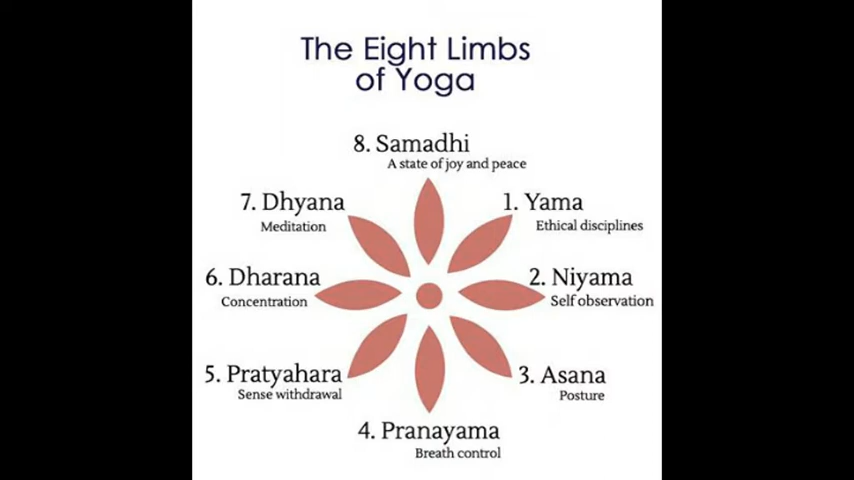 The Eight Limbs
of Yoga
8. Samadhi
A state of joy and peace
1. Yama
Ethical disciplines
2. Niyama
Self observation
3. Asana
Posture
4. Pranayama
Breath control
5. Pratyahara
Sense withdrawal
6. Dharana
Concentration
7. Dhyana
Meditation